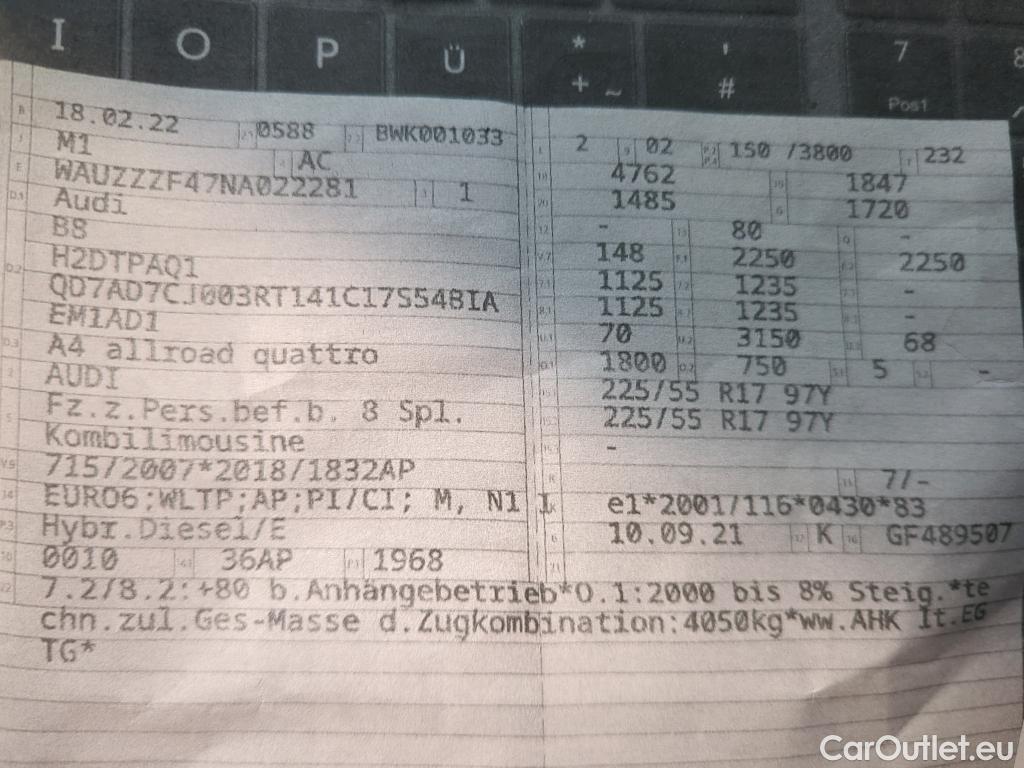 I O P Ü * + ~ ' # 7 Pos1 8
18.02.22 0588 BWK001033
M1 AC
WAUZZZF47NA022281 1
Audi
B8
H2DTPAQ1
QD7AD7CJ003RT141C17S548IA
EM1AD1
A4 allroad quattro
AUDI
Fz.z.Pers.bef.b. 8 Spl.
Kombilimousine
715/2007*2018/1832AP
EURO6;WLTP;AP;PI/CI; M, N1 I
Hybr.Diesel/E
0010 36AP 1968
2 02 150 /3800 232
4762 1847
1485 1720
- 80 -
148 2250 2250
1125 1235 -
1125 1235 -
70 3150 68
1800 750 5 -
225/55 R17 97Y
225/55 R17 97Y
-
7/-
e1*2001/116*0430*83
10.09.21 K GF489507
7.2/8.2:+80 b.Anhängebetrieb*O.1:2000 bis 8% Steig.*te
chn.zul.Ges-Masse d.Zugkombination:4050kg*ww.AHK lt.EG
TG*
CarOutlet.eu